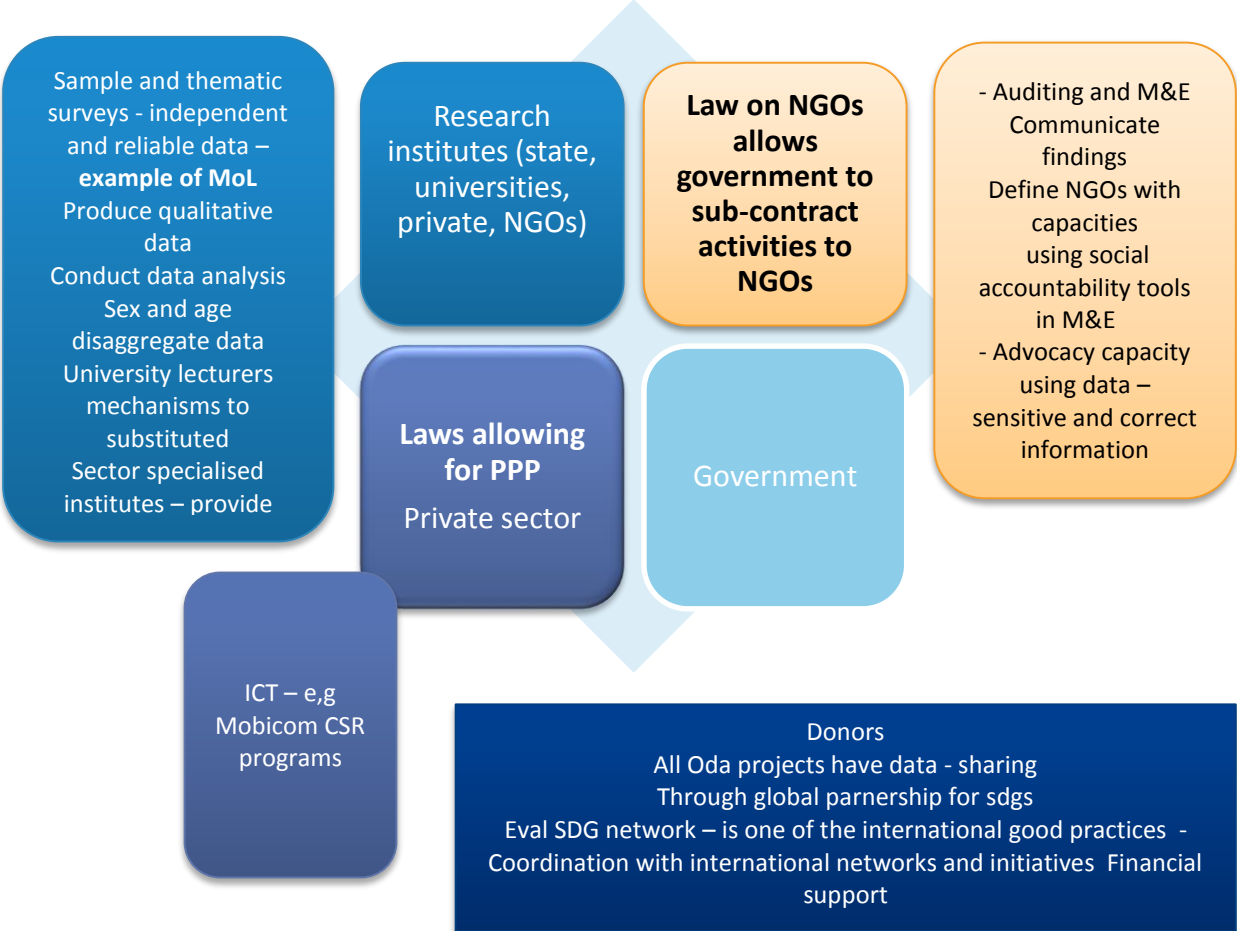 Sample and thematic
surveys - independent
and reliable data –
example of MoL
Produce qualitative
data
Conduct data analysis
Sex and age
disaggregate data
University lecturers
mechanisms to
substituted
Sector specialised
institutes – provide
Research
institutes (state,
universities,
private, NGOs)
Law on NGOs
allows
government to
sub-contract
activities to
NGOs
- Auditing and M&E
Communicate
findings
Define NGOs with
capacities
using social
accountability tools
in M&E
- Advocacy capacity
using data –
sensitive and correct
information
Laws allowing
for PPP
Private sector
Government
ICT – e,g
Mobicom CSR
programs
Donors
All Oda projects have data - sharing
Through global parnership for sdgs
Eval SDG network – is one of the international good practices -
Coordination with international networks and initiatives Financial
support